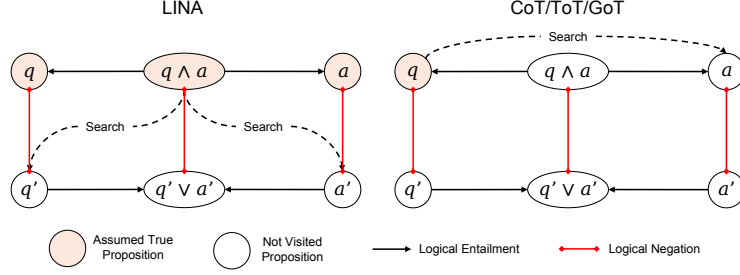 LINA
CoT/ToT/GoT
q
q ∧ a
a
Search
Search
q'
q' ∨ a'
a'
Search
q
q ∧ a
a
q'
q' ∨ a'
a'
Assumed True
Proposition
Not Visited
Proposition
Logical Entailment
Logical Negation